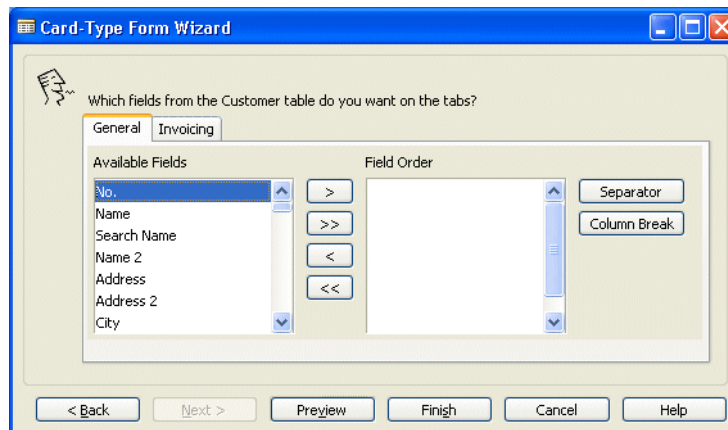 Card-Type Form Wizard
Which fields from the Customer table do you want on the tabs?
General Invoicing
Available Fields Field Order
No. > Separator
Name
>> Column Break
Search Name
Name 2 <
Address <<
Address 2
City
< Back Next > Preview Finish Cancel Help